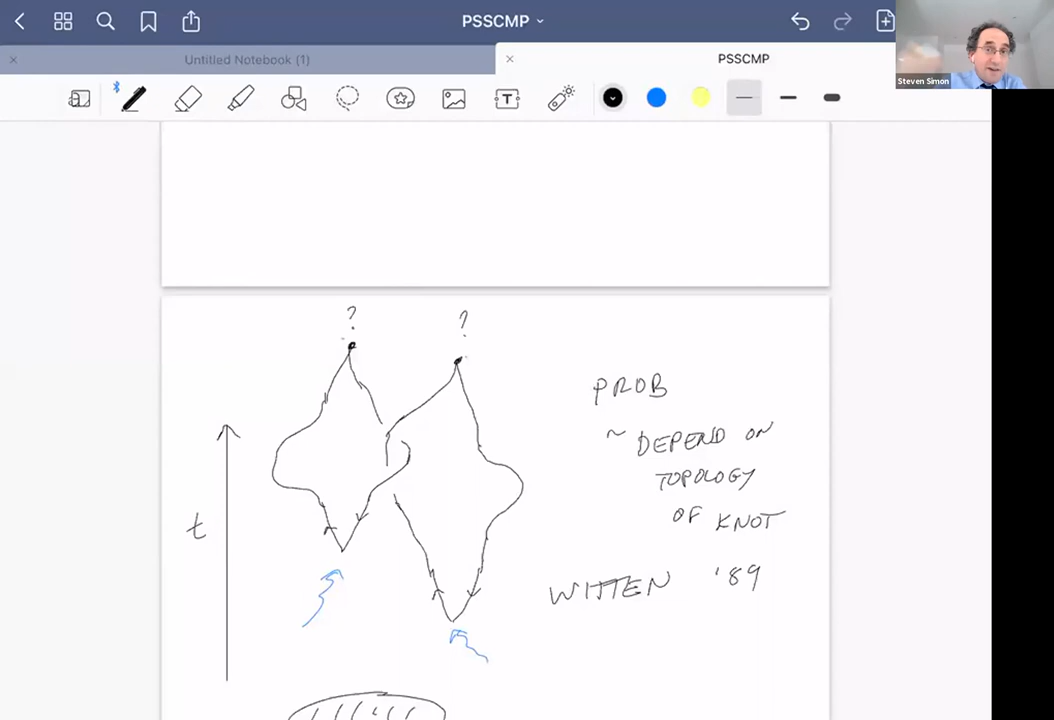 PSSCMP
Untitled Notebook (1)
PSSCMP
Steven Simon
T
? ?
PROB
~ DEPEND ON
TOPOLOGY
OF KNOT
t
WITTEN '89